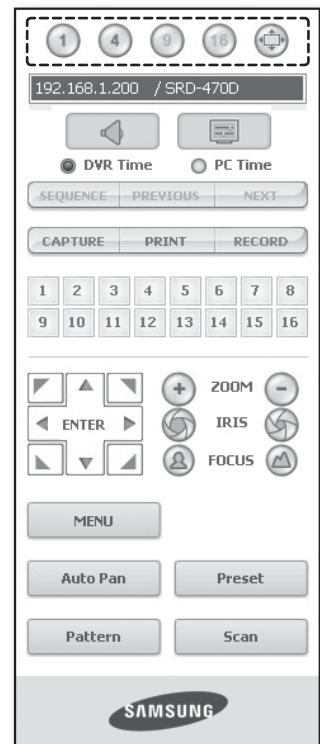 1 4 9 16
192.168.1.200 / SRD-470D
DVR Time PC Time
SEQUENCE PREVIOUS NEXT
CAPTURE PRINT RECORD
1 2 3 4 5 6 7 8
9 10 11 12 13 14 15 16
ZOOM
ENTER IRIS
FOCUS
MENU
Auto Pan Preset
Pattern Scan
SAMSUNG